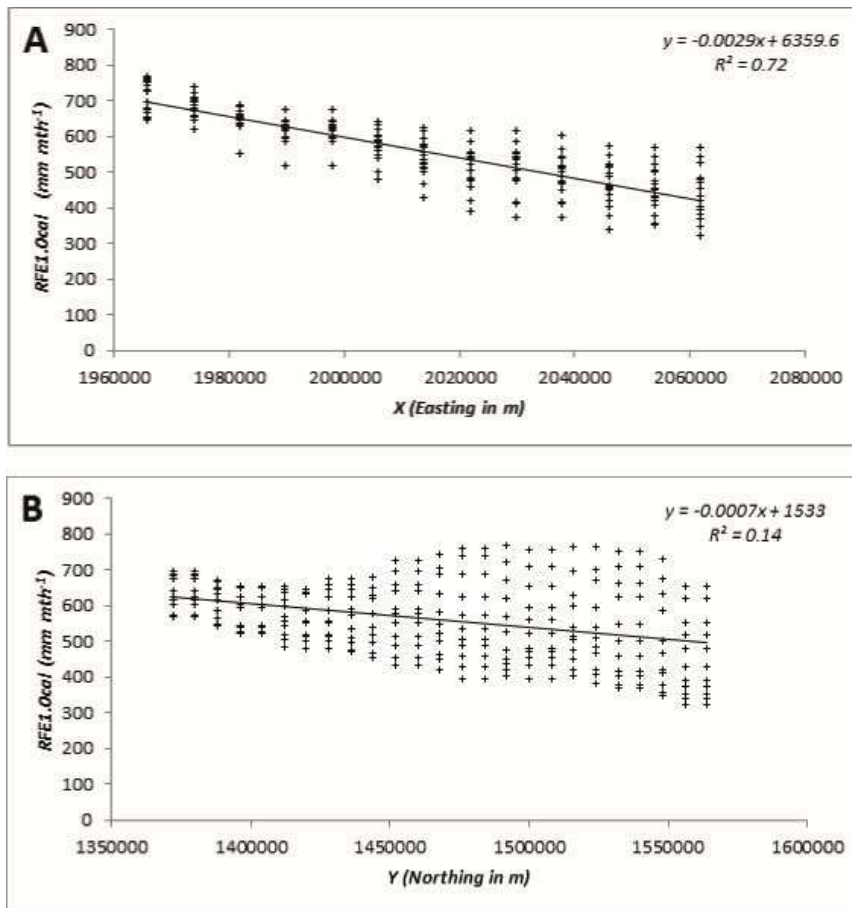 A
y = -0.0029x + 6359.6
R² = 0.72
900
800
700
600
500
400
300
200
100
0
RFE1.0cal (mm mth⁻¹)
1960000 1980000 2000000 2020000 2040000 2060000 2080000
X (Easting in m)
B
y = -0.0007x + 1533
R² = 0.14
900
800
700
600
500
400
300
200
100
0
RFE1.0cal (mm mth⁻¹)
1350000 1400000 1450000 1500000 1550000 1600000
Y (Northing in m)